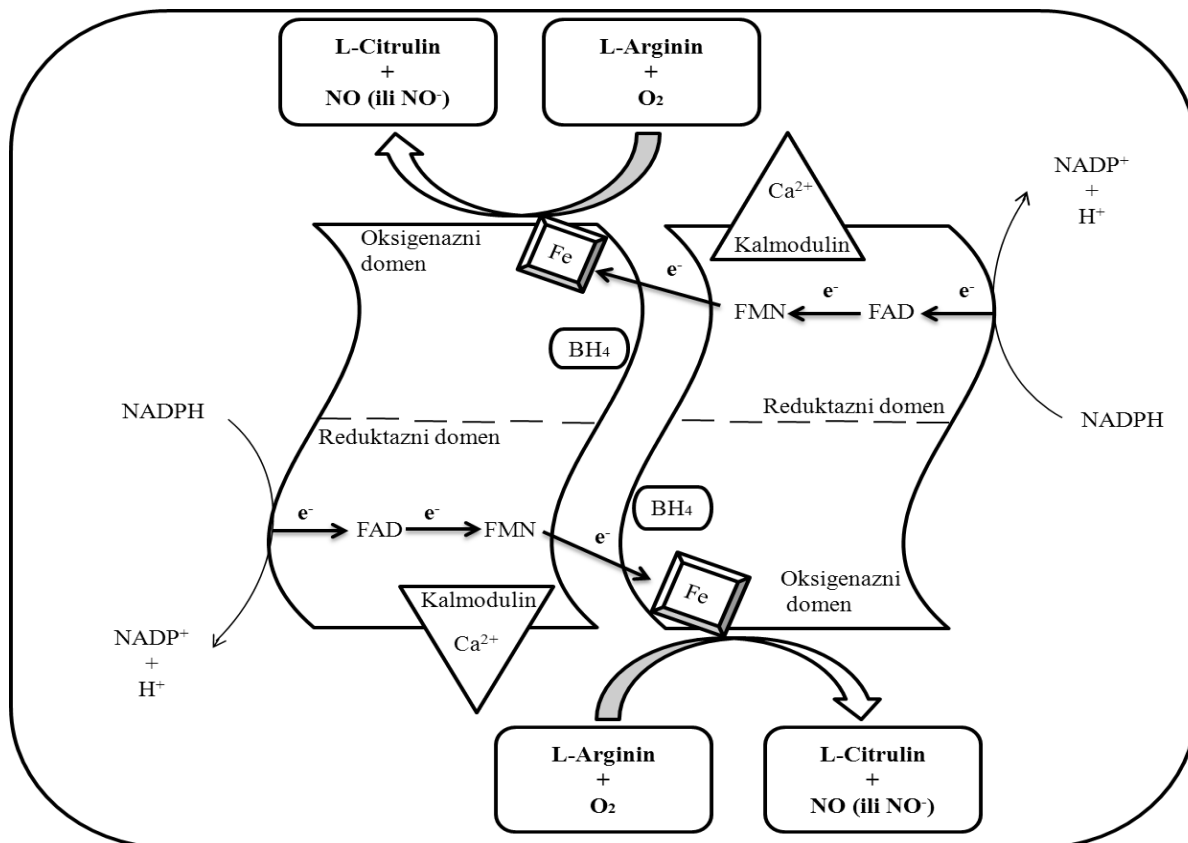 L-Citrulin
+
NO (ili NO⁻)
L-Arginin
+
O₂
NADP⁺
+
H⁺
Ca²⁺
Kalmodulin
Oksigenazni
domen
Fe
e⁻
e⁻
e⁻
FMN
FAD
BH₄
Reduktazni domen
NADPH
NADPH
Reduktazni domen
BH₄
e⁻
e⁻
e⁻
FAD
FMN
Fe
Oksigenazni
domen
Kalmodulin
Ca²⁺
NADP⁺
+
H⁺
L-Arginin
+
O₂
L-Citrulin
+
NO (ili NO⁻)